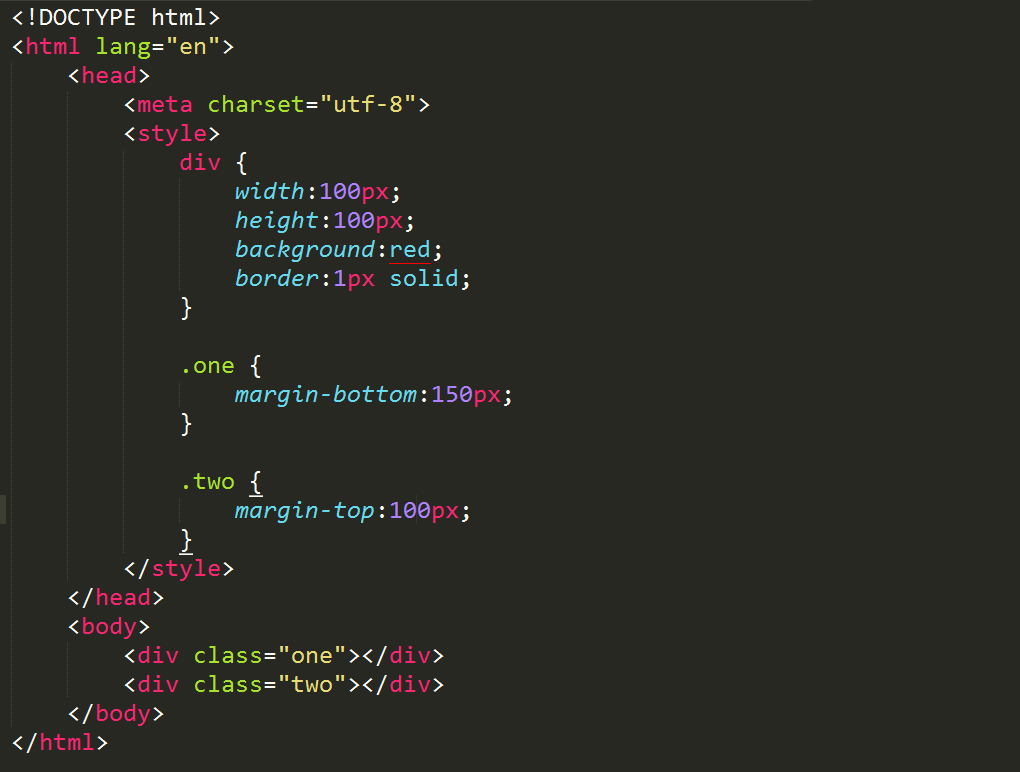 <!DOCTYPE html>
<html lang="en">
    <head>
        <meta charset="utf-8">
        <style>
            div {
                width:100px;
                height:100px;
                background:red;
                border:1px solid;
            }

            .one {
                margin-bottom:150px;
            }

            .two {
                margin-top:100px;
            }
        </style>
    </head>
    <body>
        <div class="one"></div>
        <div class="two"></div>
    </body>
</html>